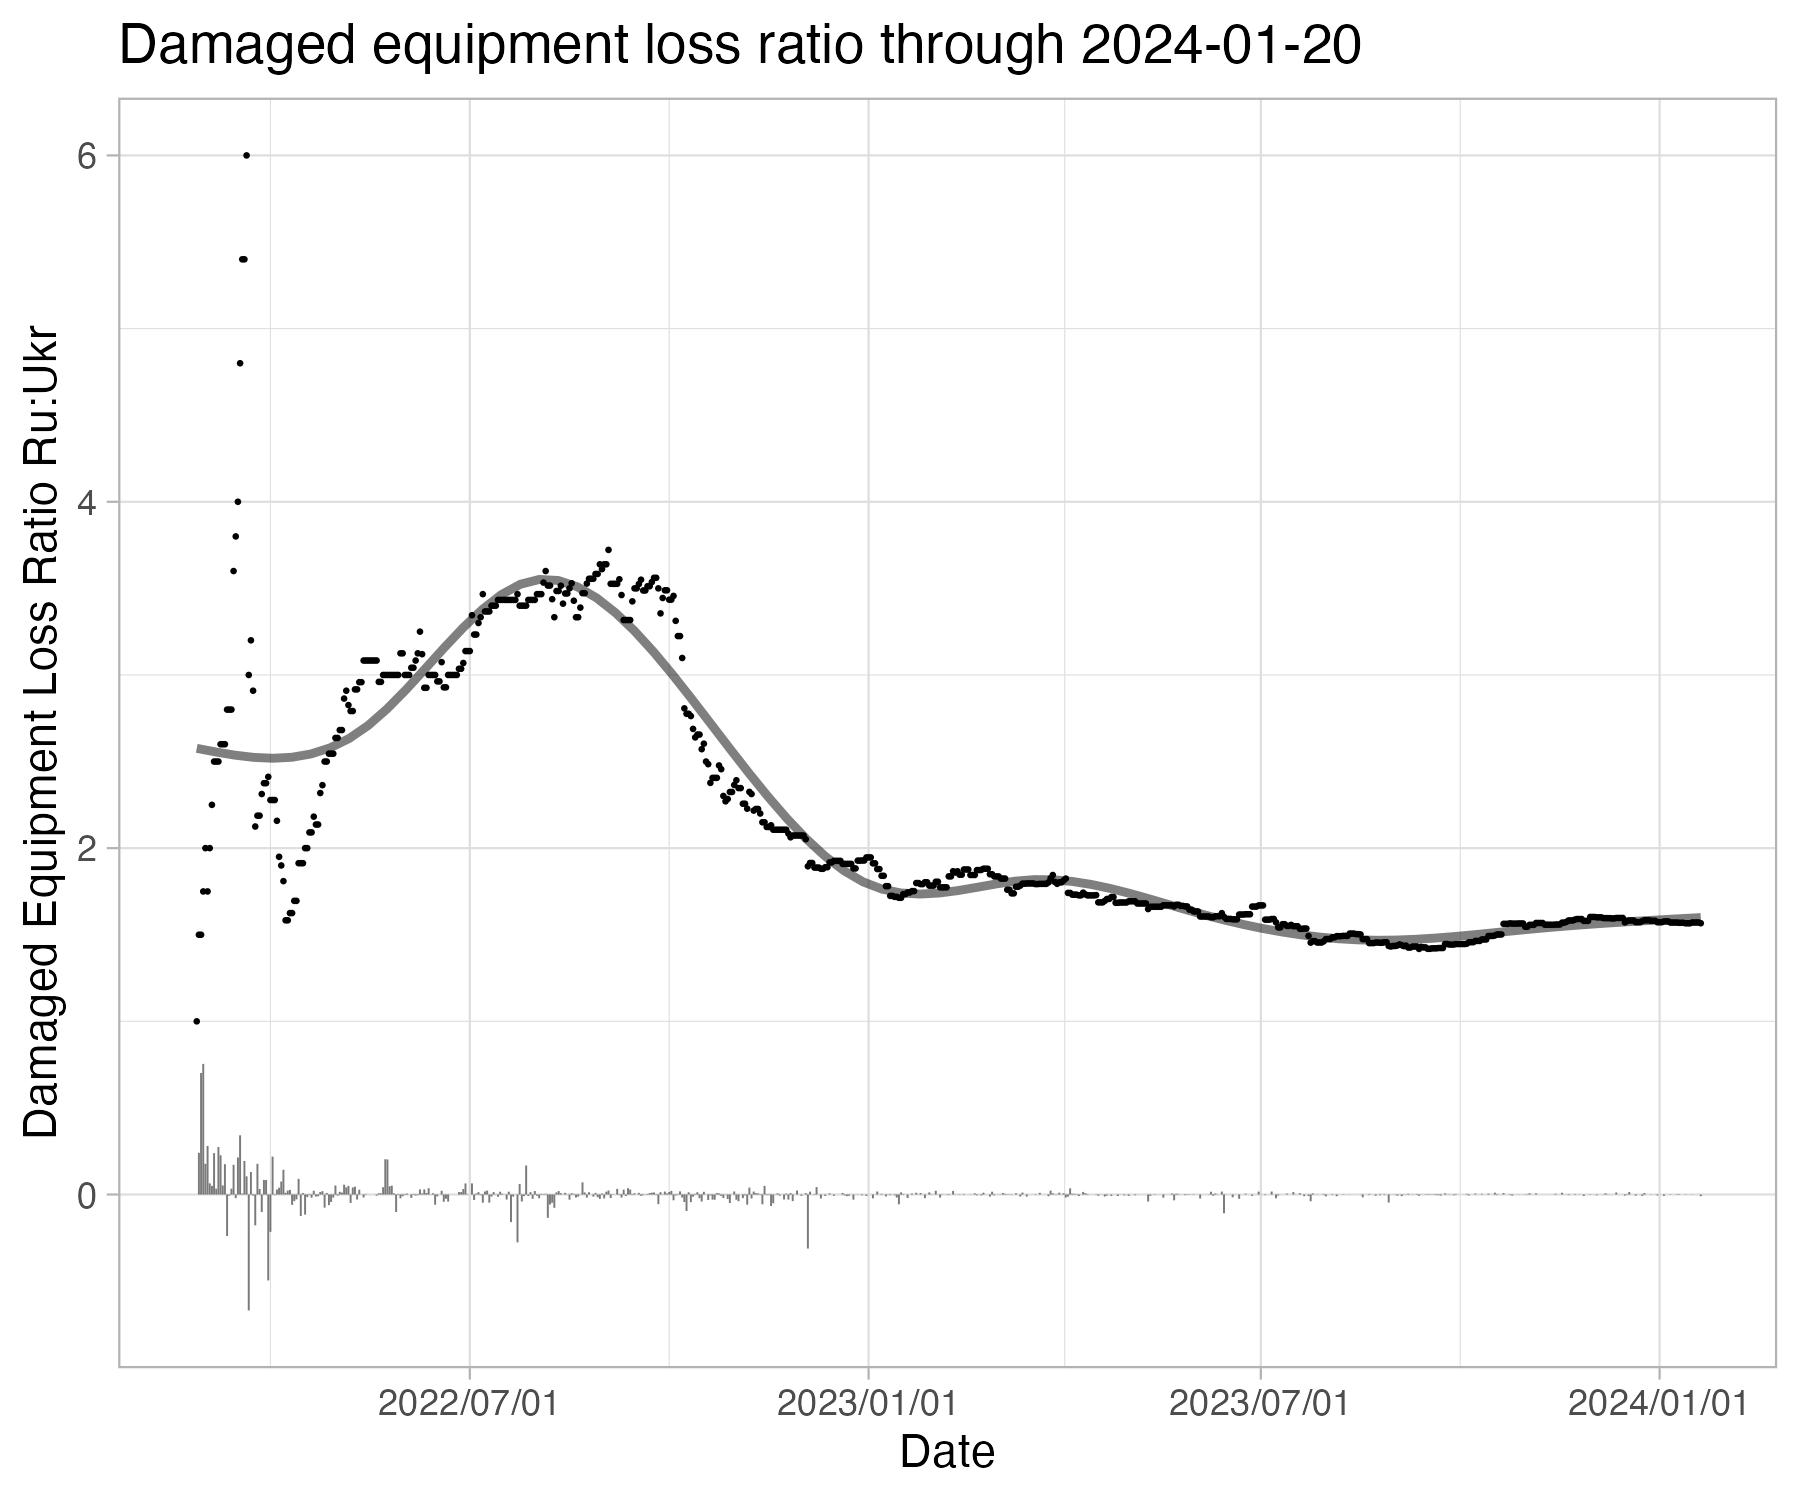 Damaged equipment loss ratio through 2024-01-20
Damaged Equipment Loss Ratio Ru:Ukr
6
4
2
0
2022/07/01
2023/01/01
2023/07/01
2024/01/01
Date